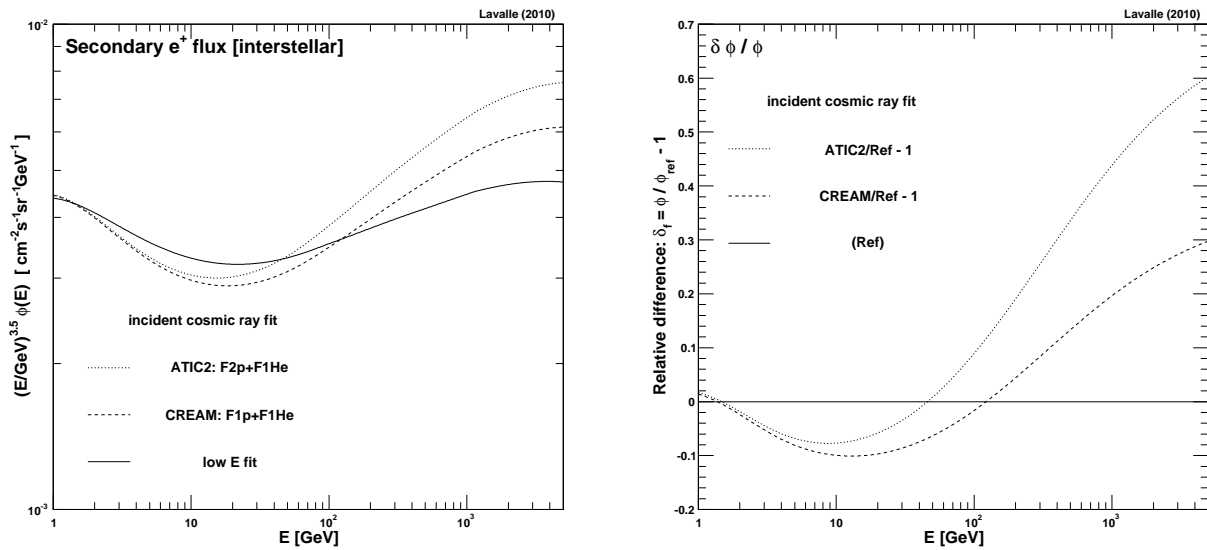 Lavalle (2010)
10⁻²
Secondary e⁺ flux [interstellar]
(E/GeV)³·⁵ ϕ(E) [ cm⁻²s⁻¹sr⁻¹GeV⁻¹]
incident cosmic ray fit
ATIC2: F2p+F1He
CREAM: F1p+F1He
low E fit
10⁻³
1 10 10² 10³
E [GeV]
Lavalle (2010)
δ ϕ / ϕ
Relative difference: δf = ϕ / ϕref - 1
incident cosmic ray fit
ATIC2/Ref - 1
CREAM/Ref - 1
(Ref)
0.7
0.6
0.5
0.4
0.3
0.2
0.1
0
-0.1
-0.2
1 10 10² 10³
E [GeV]